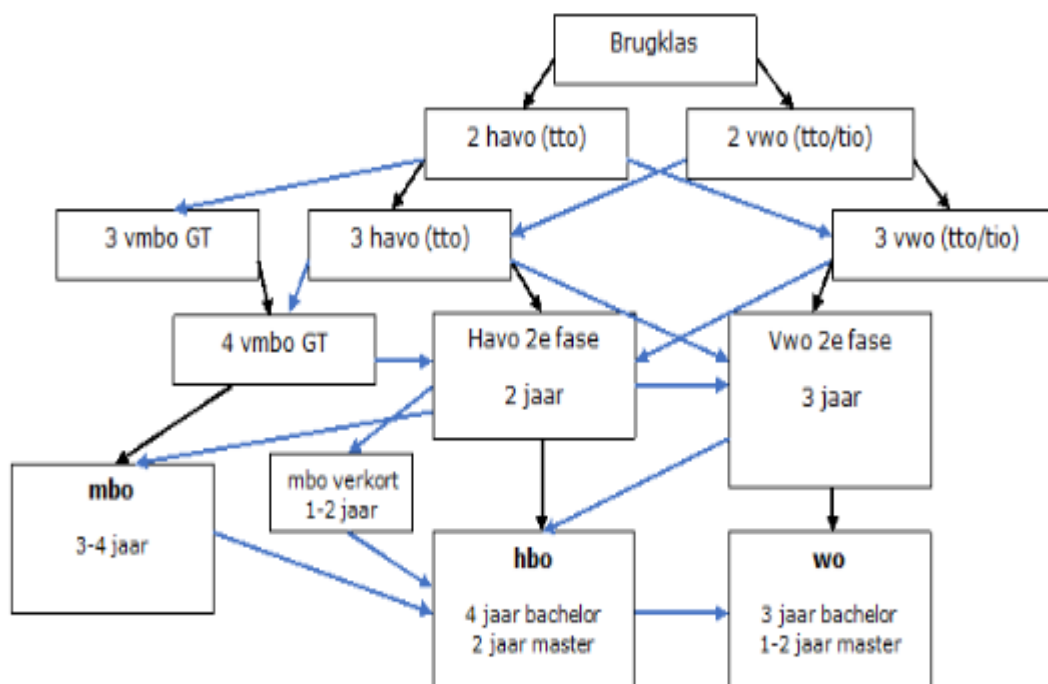 Brugklas
2 havo (tto)
2 vwo (tto/tio)
3 vmbo GT
3 havo (tto)
3 vwo (tto/tio)
4 vmbo GT
Havo 2e fase
2 jaar
Vwo 2e fase
3 jaar
mbo
3-4 jaar
mbo verkort
1-2 jaar
hbo
4 jaar bachelor
2 jaar master
wo
3 jaar bachelor
1-2 jaar master